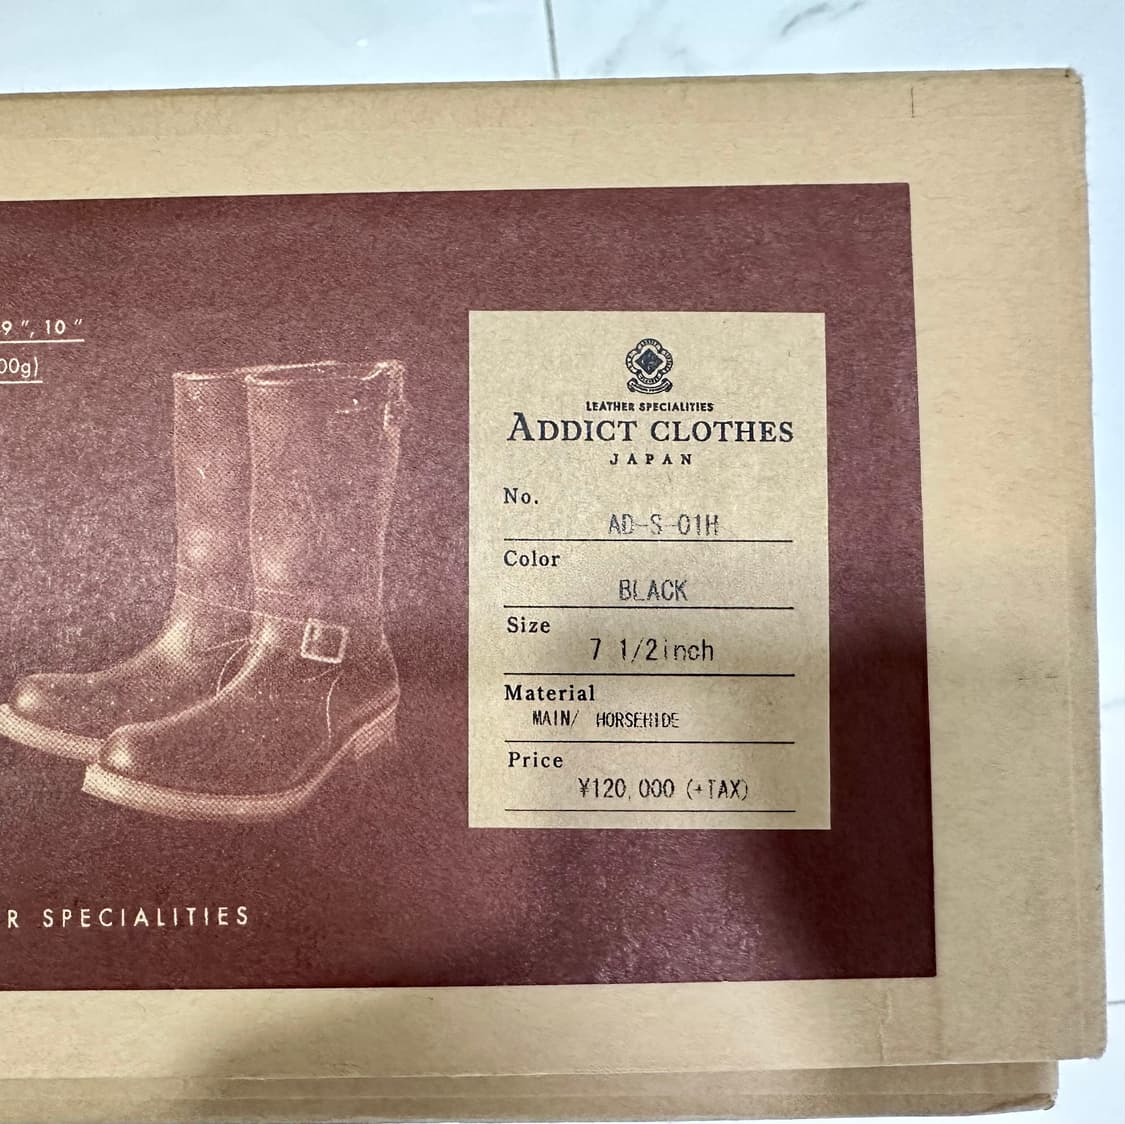 9 ", 10 "
00g)
LEATHER SPECIALITIES
ADDICT CLOTHES
JAPAN
No.
AD-S-01H
Color
BLACK
Size
7 1/2inch
Material
MAIN/ HORSEHIDE
Price
¥120,000 (+TAX)
R SPECIALITIES